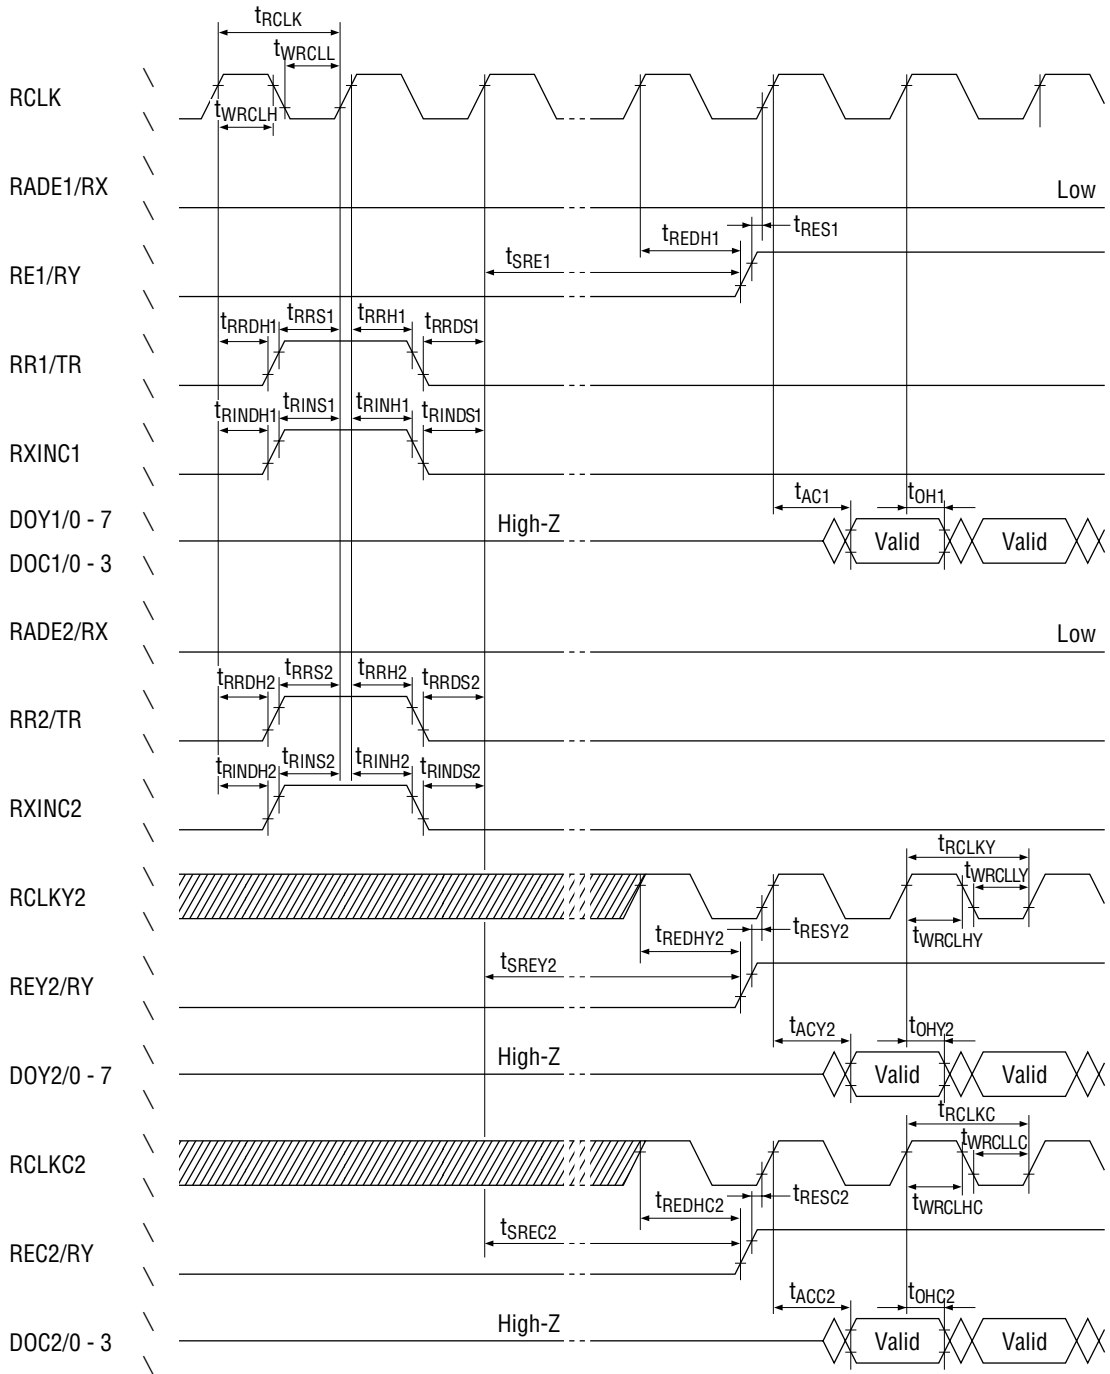 tRCLK
tWRCLL
RCLK
tWRCLH
RADE1/RX
Low
tREDH1
tRES1
tSRE1
RE1/RY
tRRDH1
tRRS1
tRRH1
tRRDS1
RR1/TR
tRINDH1
tRINS1
tRINH1
tRINDS1
RXINC1
tAC1
tOH1
DOY1/0 - 7
High-Z
Valid
Valid
DOC1/0 - 3
RADE2/RX
Low
tRRDH2
tRRS2
tRRH2
tRRDS2
RR2/TR
tRINDH2
tRINS2
tRINH2
tRINDS2
RXINC2
tRCLKY
tWRCLLY
RCLKY2
tREDHY2
tRESY2
tWRCLHY
tSREY2
REY2/RY
tACY2
tOHY2
High-Z
DOY2/0 - 7
Valid
Valid
tRCLKC
tWRCLLC
RCLKC2
tREDHC2
tRESC2
tWRCLHC
tSREC2
REC2/RY
tACC2
tOHC2
High-Z
DOC2/0 - 3
Valid
Valid